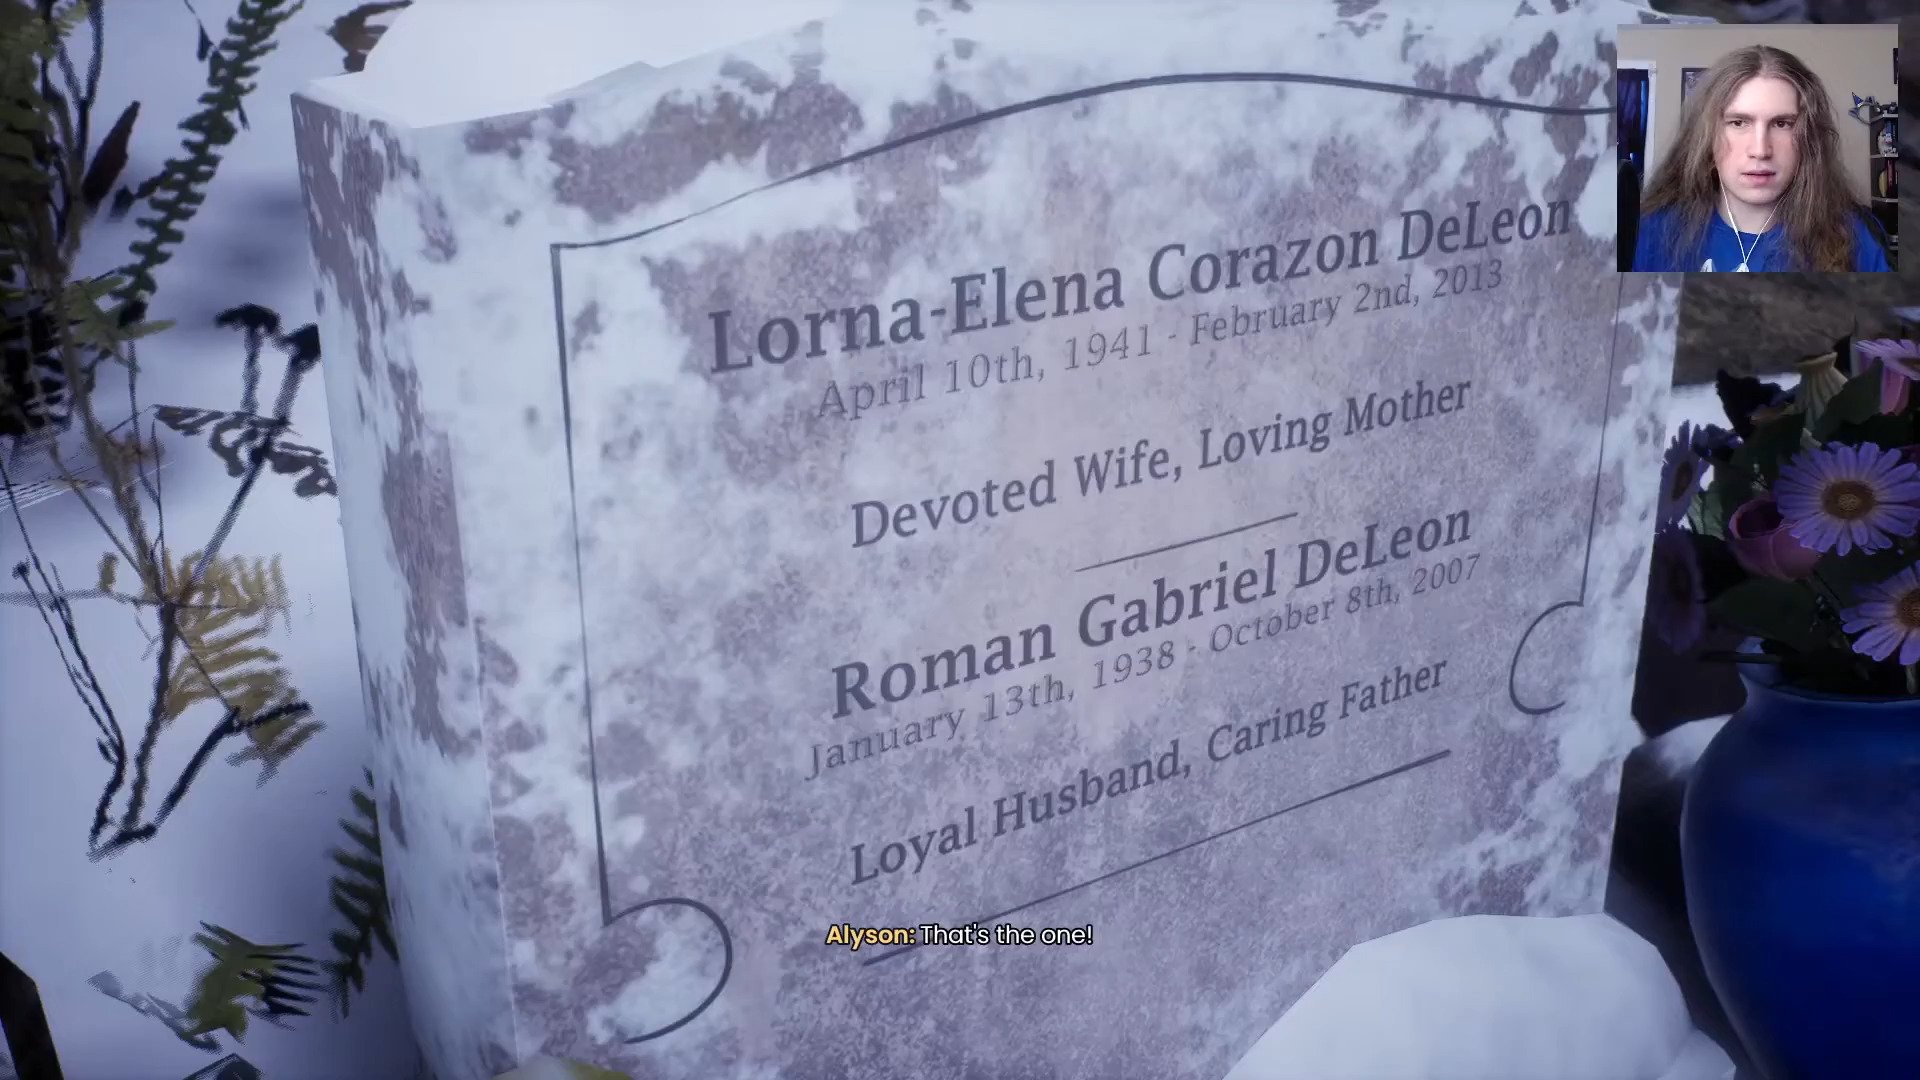 Lorna-Elena Corazon DeLeon
April 10th, 1941 - February 2nd, 2013
Devoted Wife, Loving Mother
Roman Gabriel DeLeon
January 13th, 1938 - October 8th, 2007
Loyal Husband, Caring Father
Alyson: That's the one!